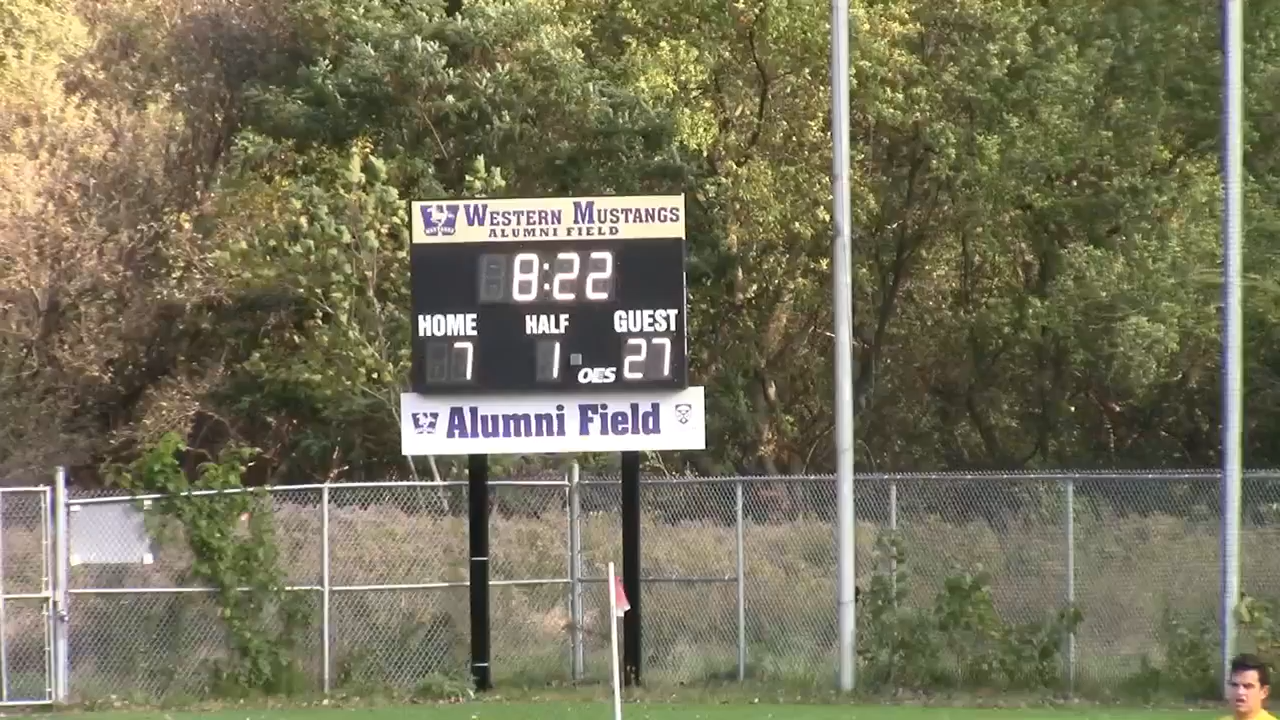 WESTERN MUSTANGS
ALUMNI FIELD
8:22
HOME HALF GUEST
7 1 27
OES
Alumni Field